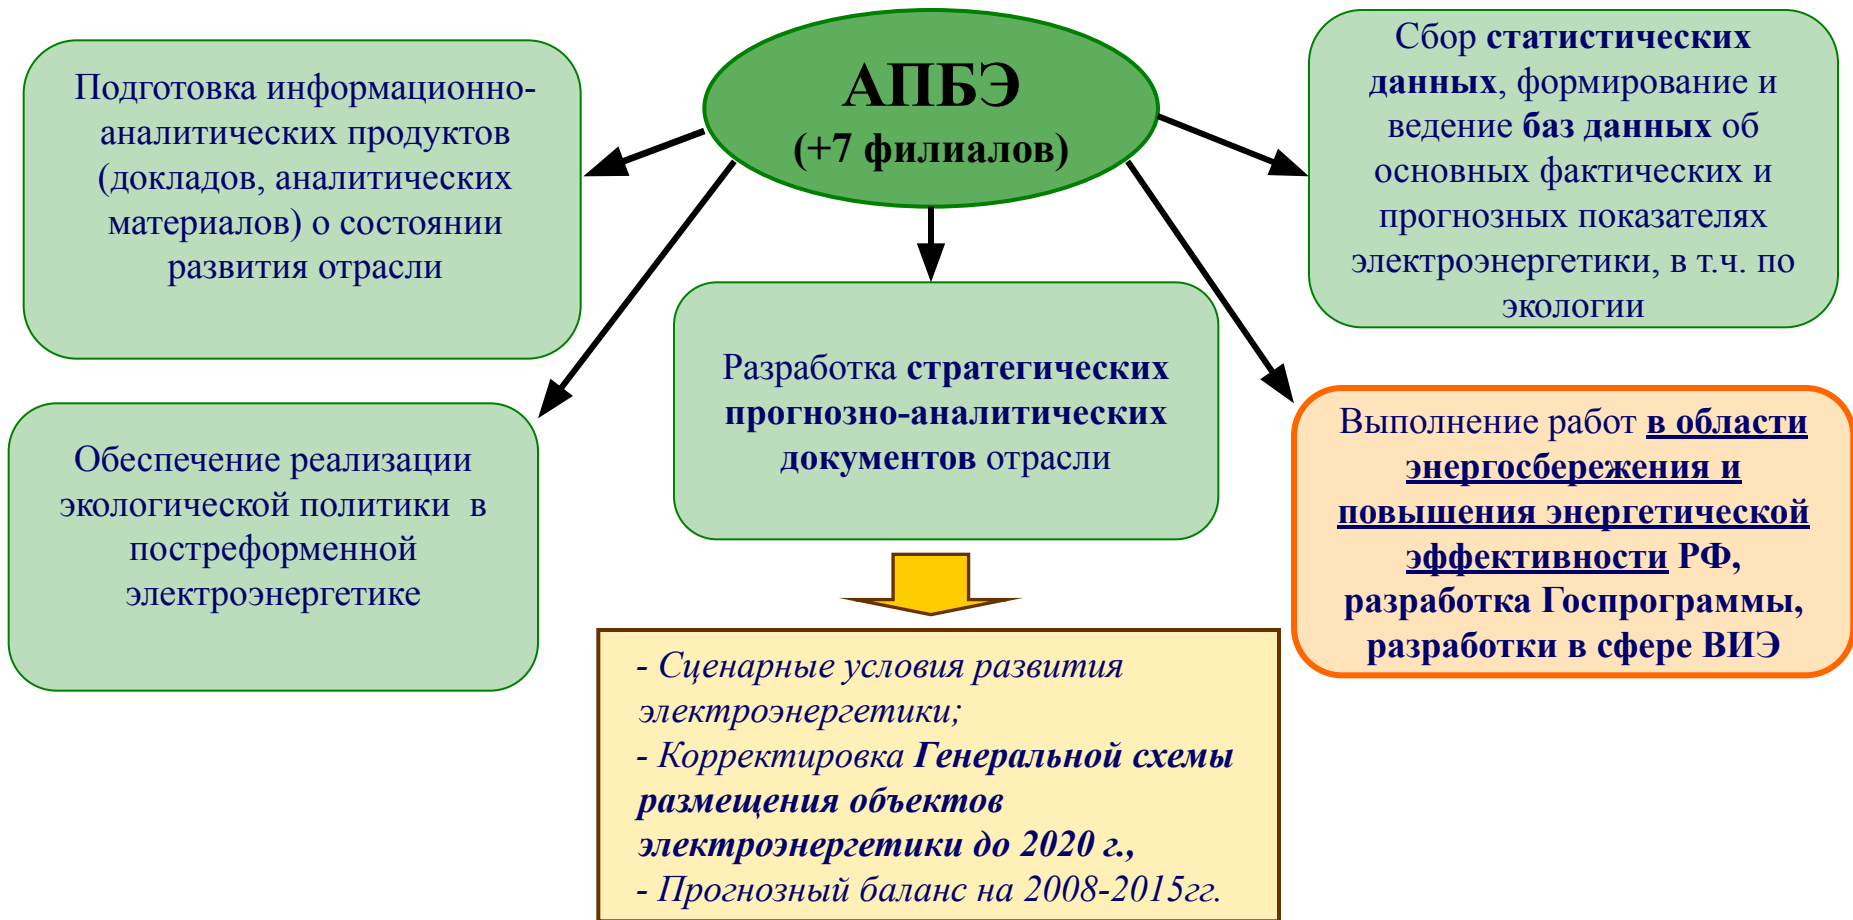 АПБЭ
(+7 филиалов)
Подготовка информационно-
аналитических продуктов
(докладов, аналитических
материалов) о состоянии
развития отрасли
Сбор статистических
данных, формирование и
ведение баз данных об
основных фактических и
прогнозных показателях
электроэнергетики, в т.ч. по
экологии
Обеспечение реализации
экологической политики в
постреформенной
электроэнергетике
Разработка стратегических
прогнозно-аналитических
документов отрасли
Выполнение работ в области
энергосбережения и
повышения энергетической
эффективности РФ,
разработка Госпрограммы,
разработки в сфере ВИЭ
- Сценарные условия развития
электроэнергетики;
- Корректировка Генеральной схемы
размещения объектов
электроэнергетики до 2020 г.,
- Прогнозный баланс на 2008-2015гг.